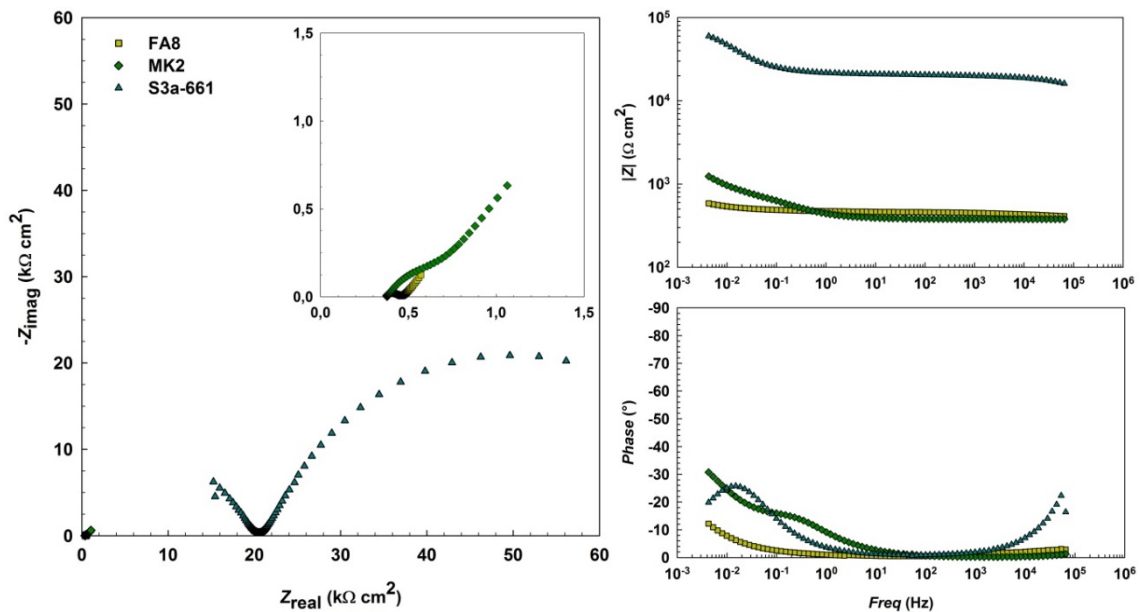 60
50
40
30
20
10
0
-Zimag (kΩ cm²)
FA8
MK2
S3a-661
1,5
1,0
0,5
0,0
0,0 0,5 1,0 1,5
0 10 20 30 40 50 60
Zreal (kΩ cm²)
10⁵
10⁴
10³
10²
|Z| (Ω cm²)
10⁻³ 10⁻² 10⁻¹ 10⁰ 10¹ 10² 10³ 10⁴ 10⁵ 10⁶
-90
-80
-70
-60
-50
-40
-30
-20
-10
0
Phase (°)
10⁻³ 10⁻² 10⁻¹ 10⁰ 10¹ 10² 10³ 10⁴ 10⁵ 10⁶
Freq (Hz)